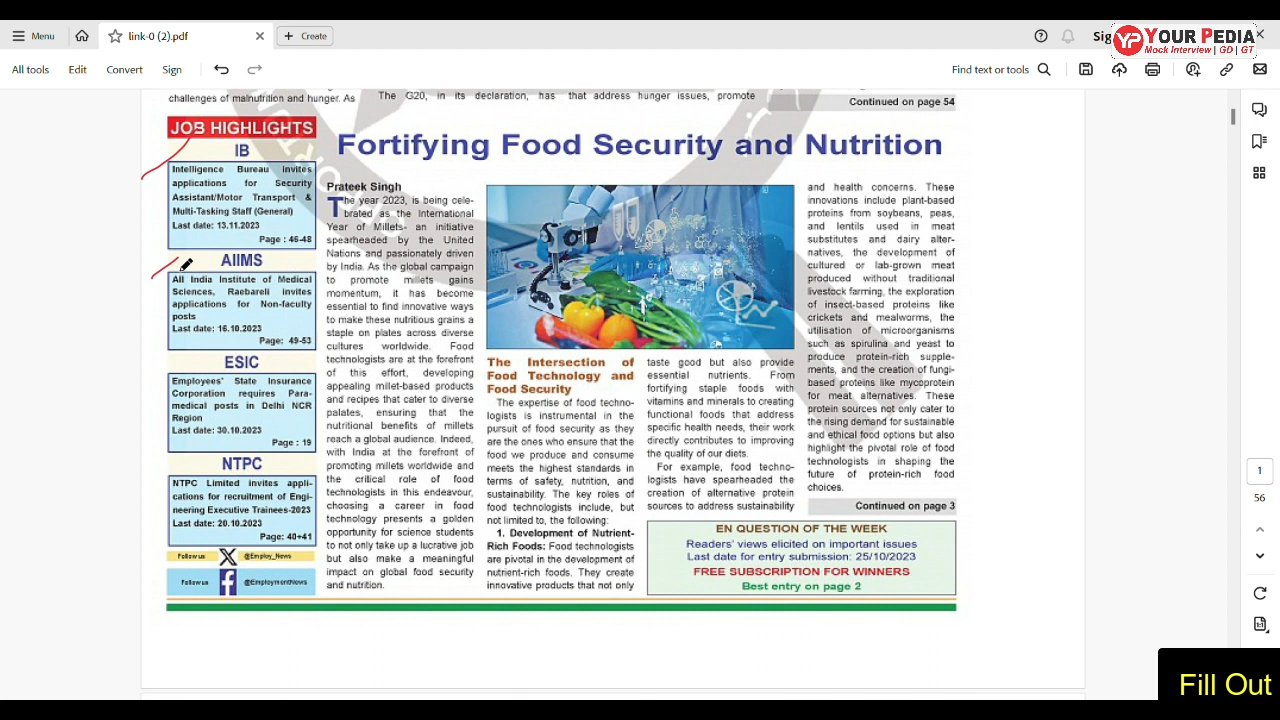 Menu
link-0 (2).pdf
Create
YOUR PEDIA
Mock Interview | GD | GT
All tools
Edit
Convert
Sign
Find text or tools
challenges of malnutrition and hunger. As
The G20, in its declaration, has that address hunger issues, promote
Continued on page 54
JOB HIGHLIGHTS
IB
Intelligence Bureau invites
applications for Security
Assistant/Motor Transport &
Multi-Tasking Staff (General)
Last date: 13.11.2023
Page : 46-48
AIIMS
All India Institute of Medical
Sciences, Raebareli invites
applications for Non-faculty
posts
Last date: 16.10.2023
Page: 49-53
ESIC
Employees' State Insurance
Corporation requires Para-
medical posts in Delhi NCR
Region
Last date: 30.10.2023
Page : 19
NTPC
NTPC Limited invites appli-
cations for recruitment of Engi-
neering Executive Trainees-2023
Last date: 20.10.2023
Page: 40+41
Follow us X @Employ_News
Follow us f @EmploymentNews
Fortifying Food Security and Nutrition
Prateek Singh
The year 2023, is being cele-
brated as the International
Year of Millets- an initiative
spearheaded by the United
Nations and passionately driven
by India. As the global campaign
to promote millets gains
momentum, it has become
essential to find innovative ways
to make these nutritious grains a
staple on plates across diverse
cultures worldwide. Food
technologists are at the forefront
of this effort, developing
appealing millet-based products
and recipes that cater to diverse
palates, ensuring that the
nutritional benefits of millets
reach a global audience. Indeed,
with India at the forefront of
promoting millets worldwide and
the critical role of food
technologists in this endeavour,
choosing a career in food
technology presents a golden
opportunity for science students
to not only take up a lucrative job
but also make a meaningful
impact on global food security
and nutrition.
The Intersection of
Food Technology and
Food Security
The expertise of food techno-
logists is instrumental in the
pursuit of food security as they
are the ones who ensure that the
food we produce and consume
meets the highest standards in
terms of safety, nutrition, and
sustainability. The key roles of
food technologists include, but
not limited to, the following:
1. Development of Nutrient-
Rich Foods: Food technologists
are pivotal in the development of
nutrient-rich foods. They create
innovative products that not only
taste good but also provide
essential nutrients. From
fortifying staple foods with
vitamins and minerals to creating
functional foods that address
specific health needs, their work
directly contributes to improving
the quality of our diets.
For example, food techno-
logists have spearheaded the
creation of alternative protein
sources to address sustainability
and health concerns. These
innovations include plant-based
proteins from soybeans, peas,
and lentils used in meat
substitutes and dairy alter-
natives, the development of
cultured or lab-grown meat
produced without traditional
livestock farming, the exploration
of insect-based proteins like
crickets and mealworms, the
utilisation of microorganisms
such as spirulina and yeast to
produce protein-rich supple-
ments, and the creation of fungi-
based proteins like mycoprotein
for meat alternatives. These
protein sources not only cater to
the rising demand for sustainable
and ethical food options but also
highlight the pivotal role of food
technologists in shaping the
future of protein-rich food
choices.
Continued on page 3
EN QUESTION OF THE WEEK
Readers' views elicited on important issues
Last date for entry submission: 25/10/2023
FREE SUBSCRIPTION FOR WINNERS
Best entry on page 2
1
56
Fill Out